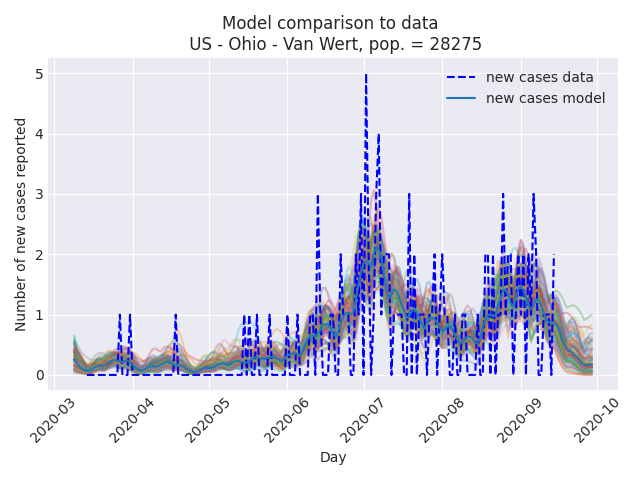 Model comparison to data
US - Ohio - Van Wert, pop. = 28275
new cases data
new cases model
Number of new cases reported
5
4
3
2
1
0
2020-03
2020-04
2020-05
2020-06
2020-07
2020-08
2020-09
2020-10
Day